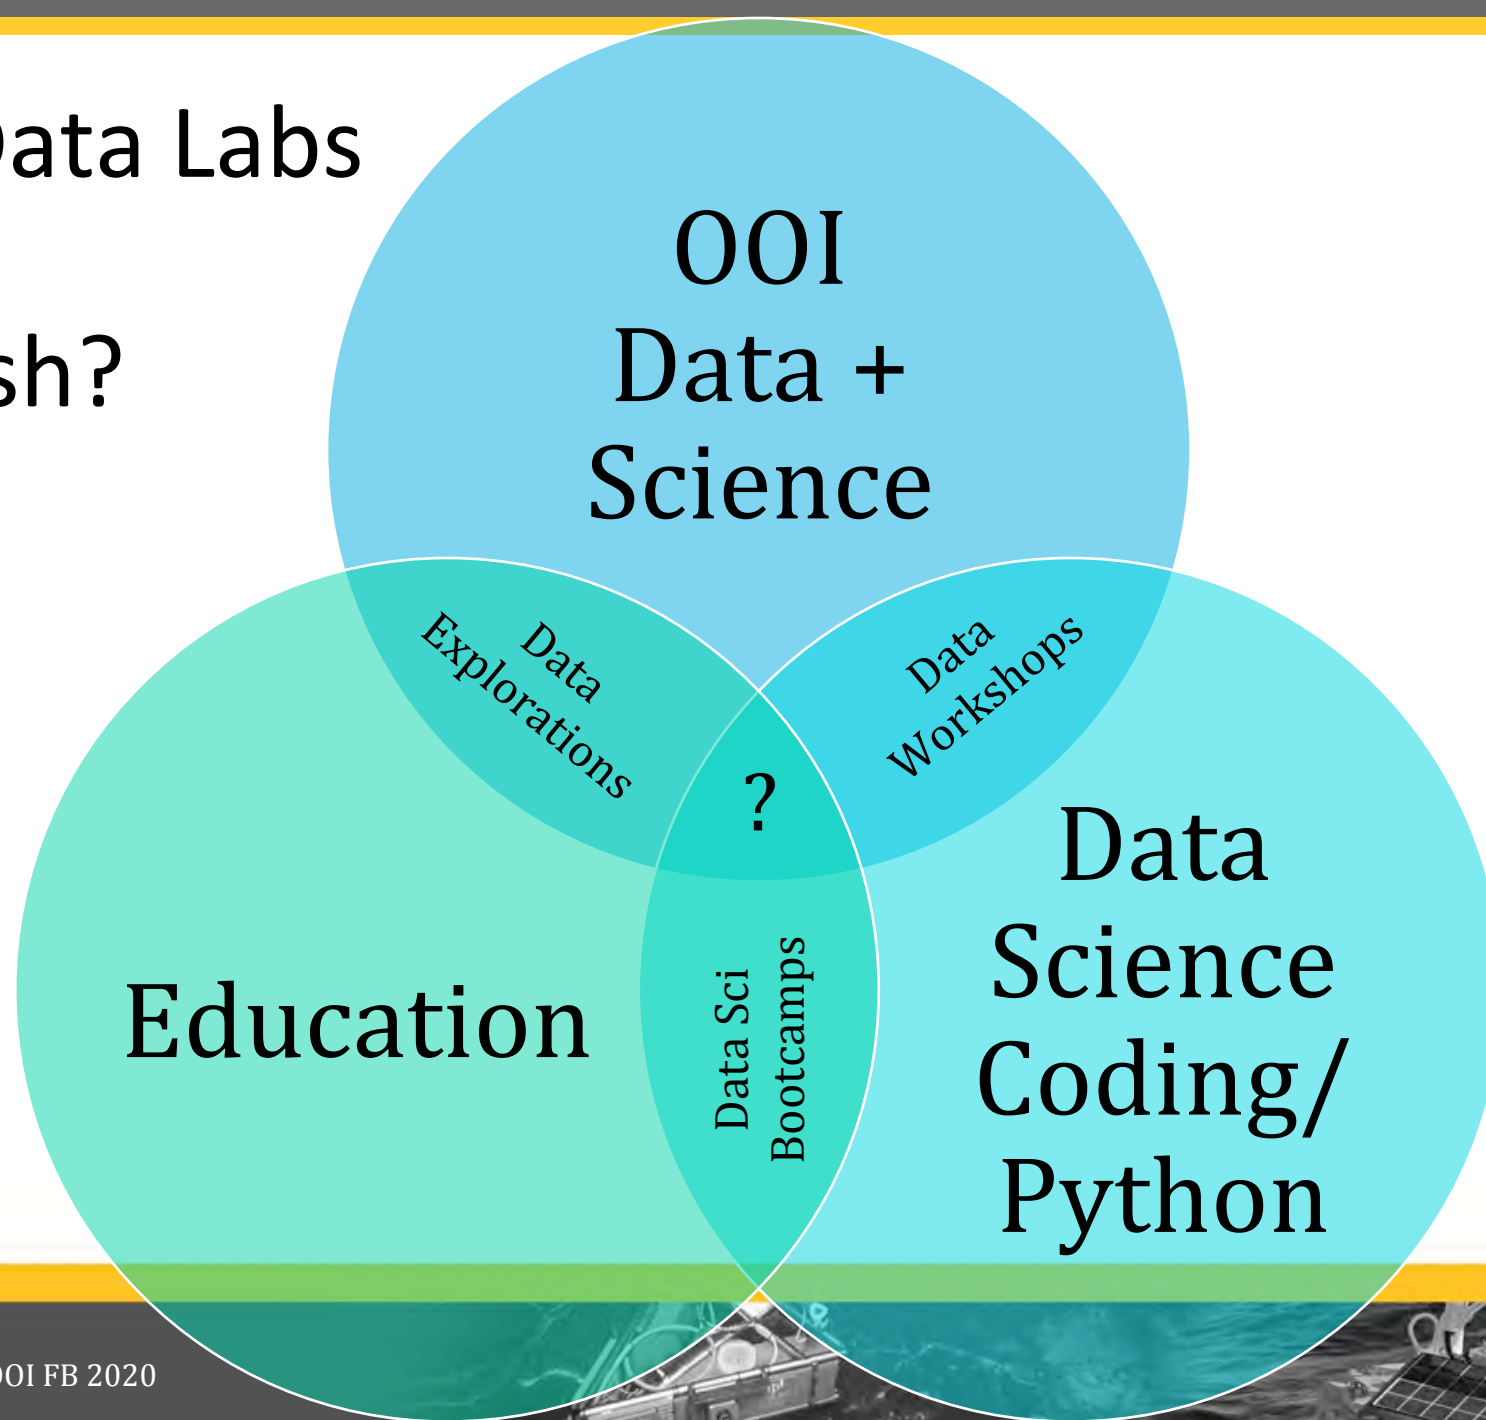 ata Labs
sh?
OOI
Data +
Science
Data
Explorations
Data
Workshops
?
Education
Data Sci
Bootcamps
Data
Science
Coding/
Python
OOI FB 2020